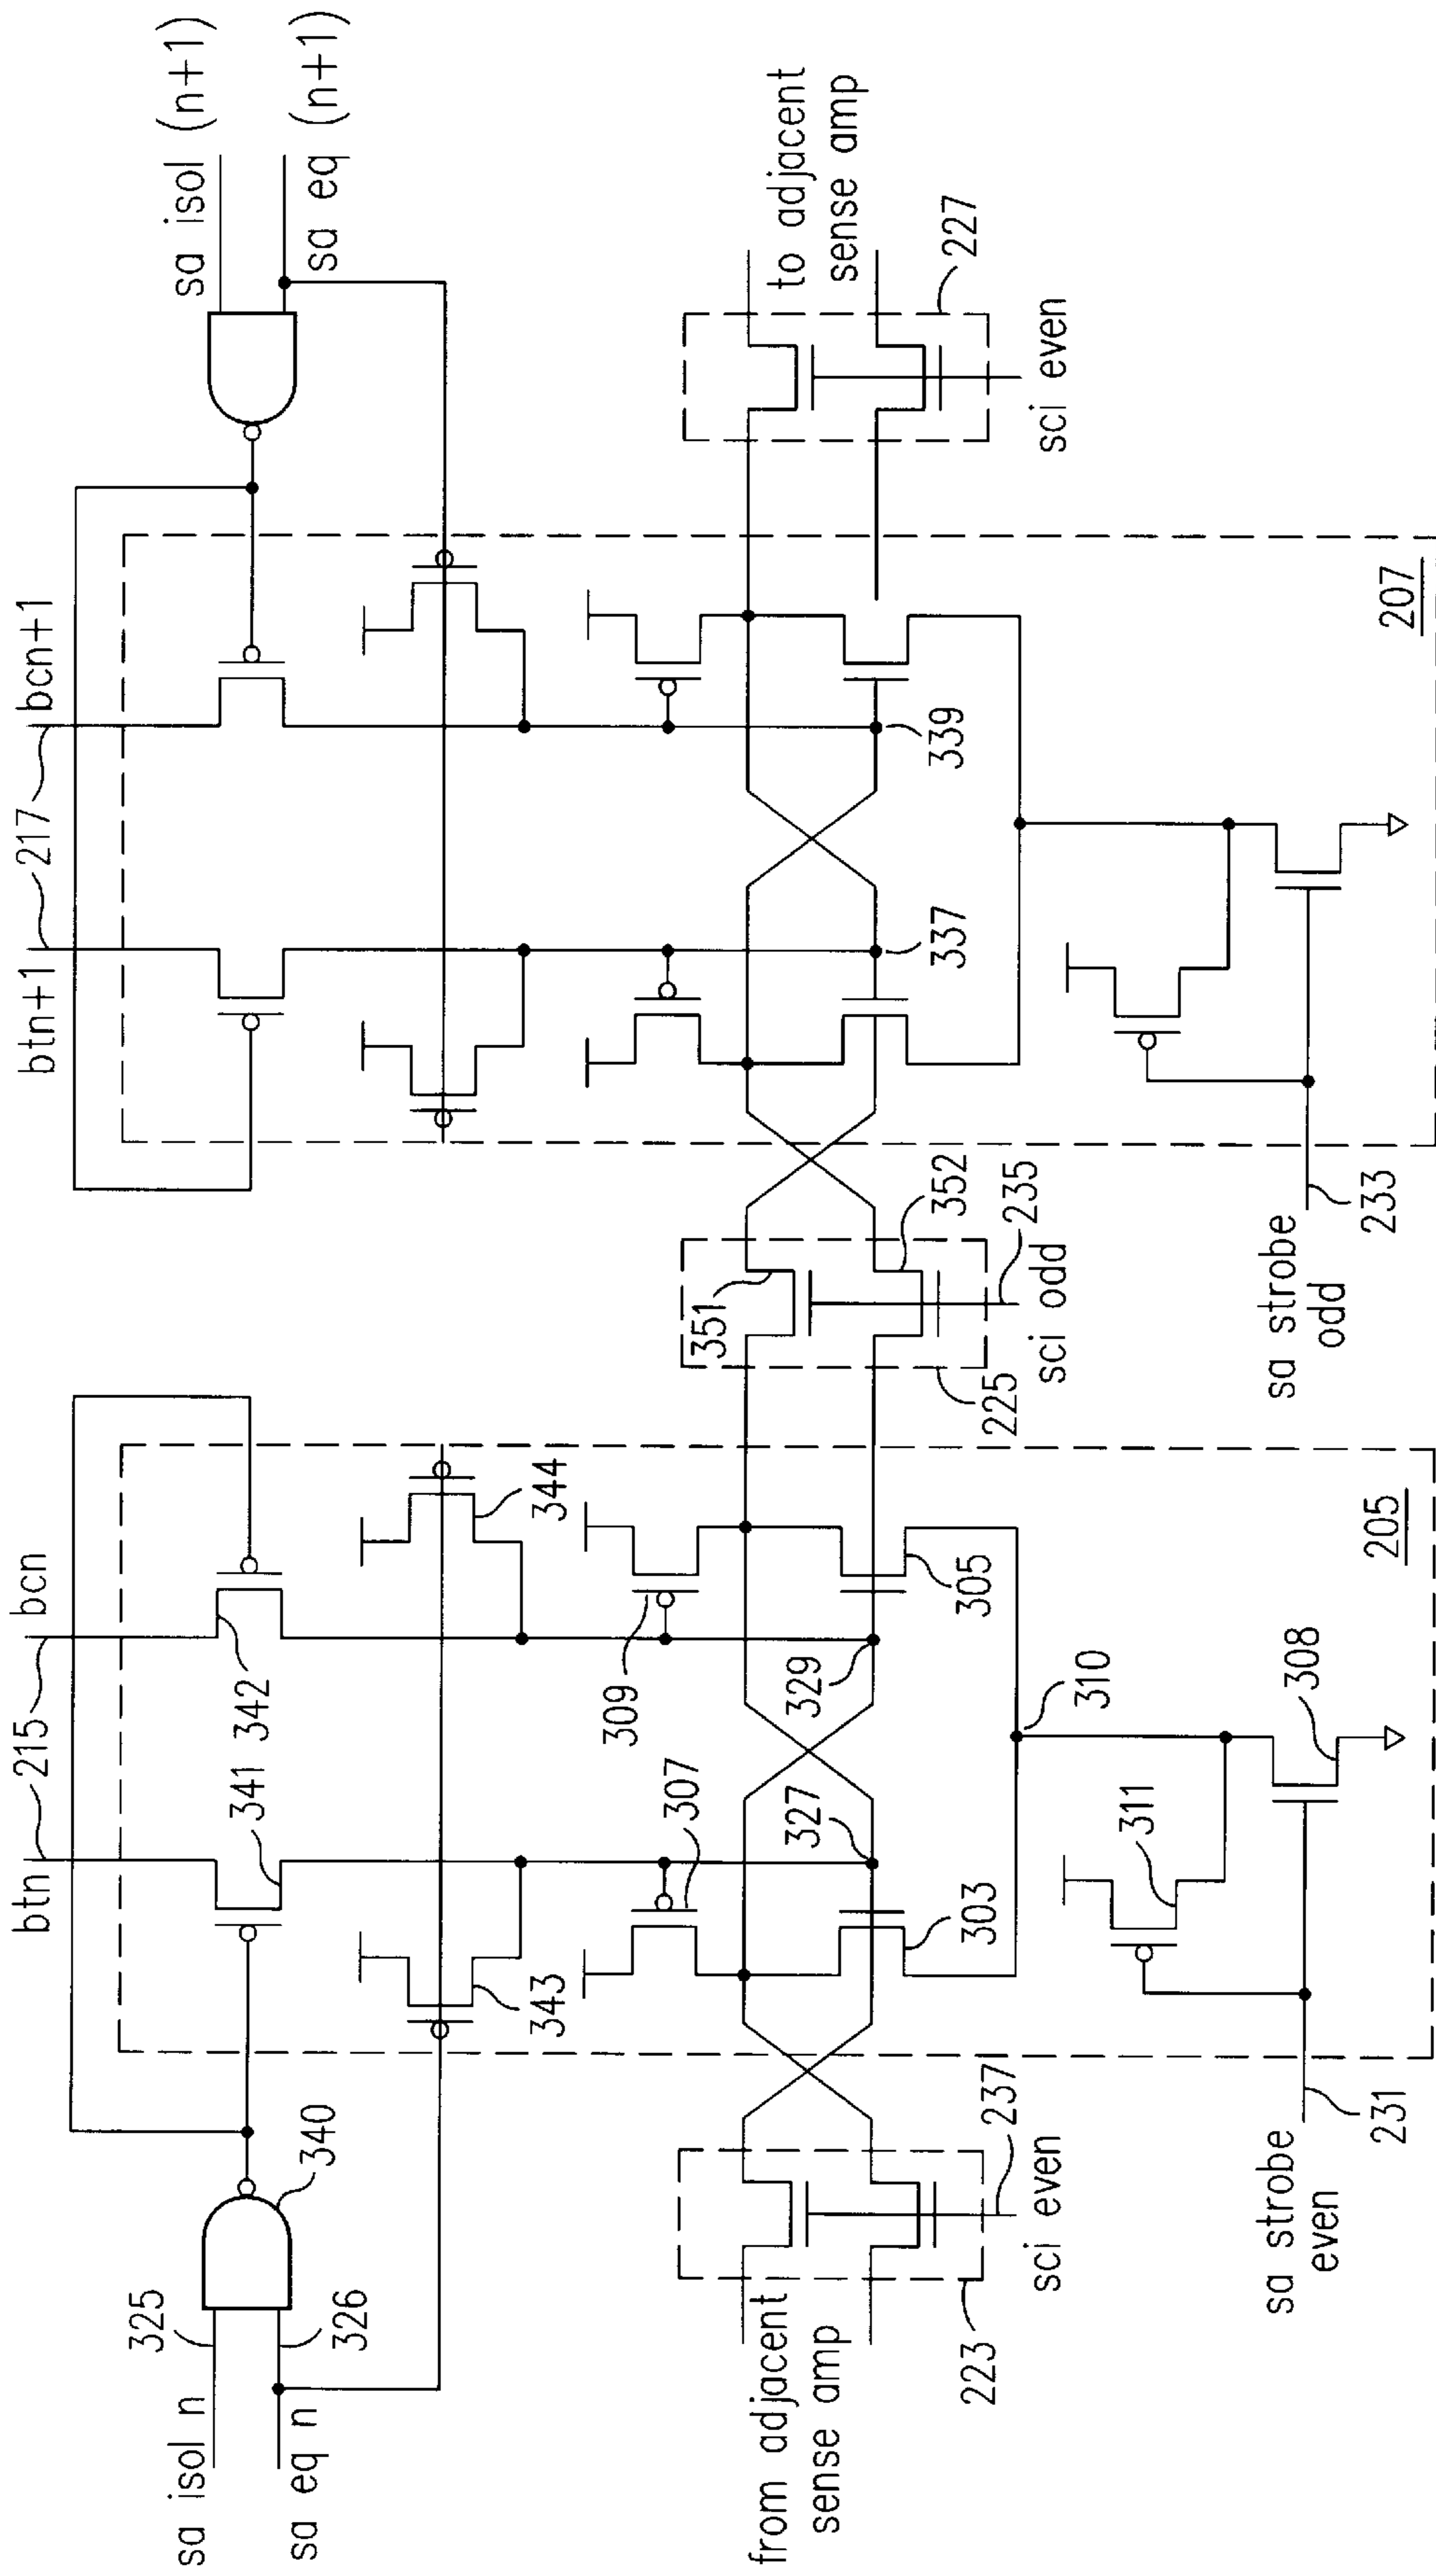 sa isol n
325
sa eq n
326
340
btn
215
bcn
341
342
343
344
307
309
327
329
303
305
310
311
308
205
from adjacent
sense amp
223
sci even
237
sa strobe
even
231
351
352
225
sci odd
235
sa strobe
odd
233
btn+1
217
bcn+1
337
339
207
sa isol (n+1)
sa eq (n+1)
to adjacent
sense amp
227
sci even